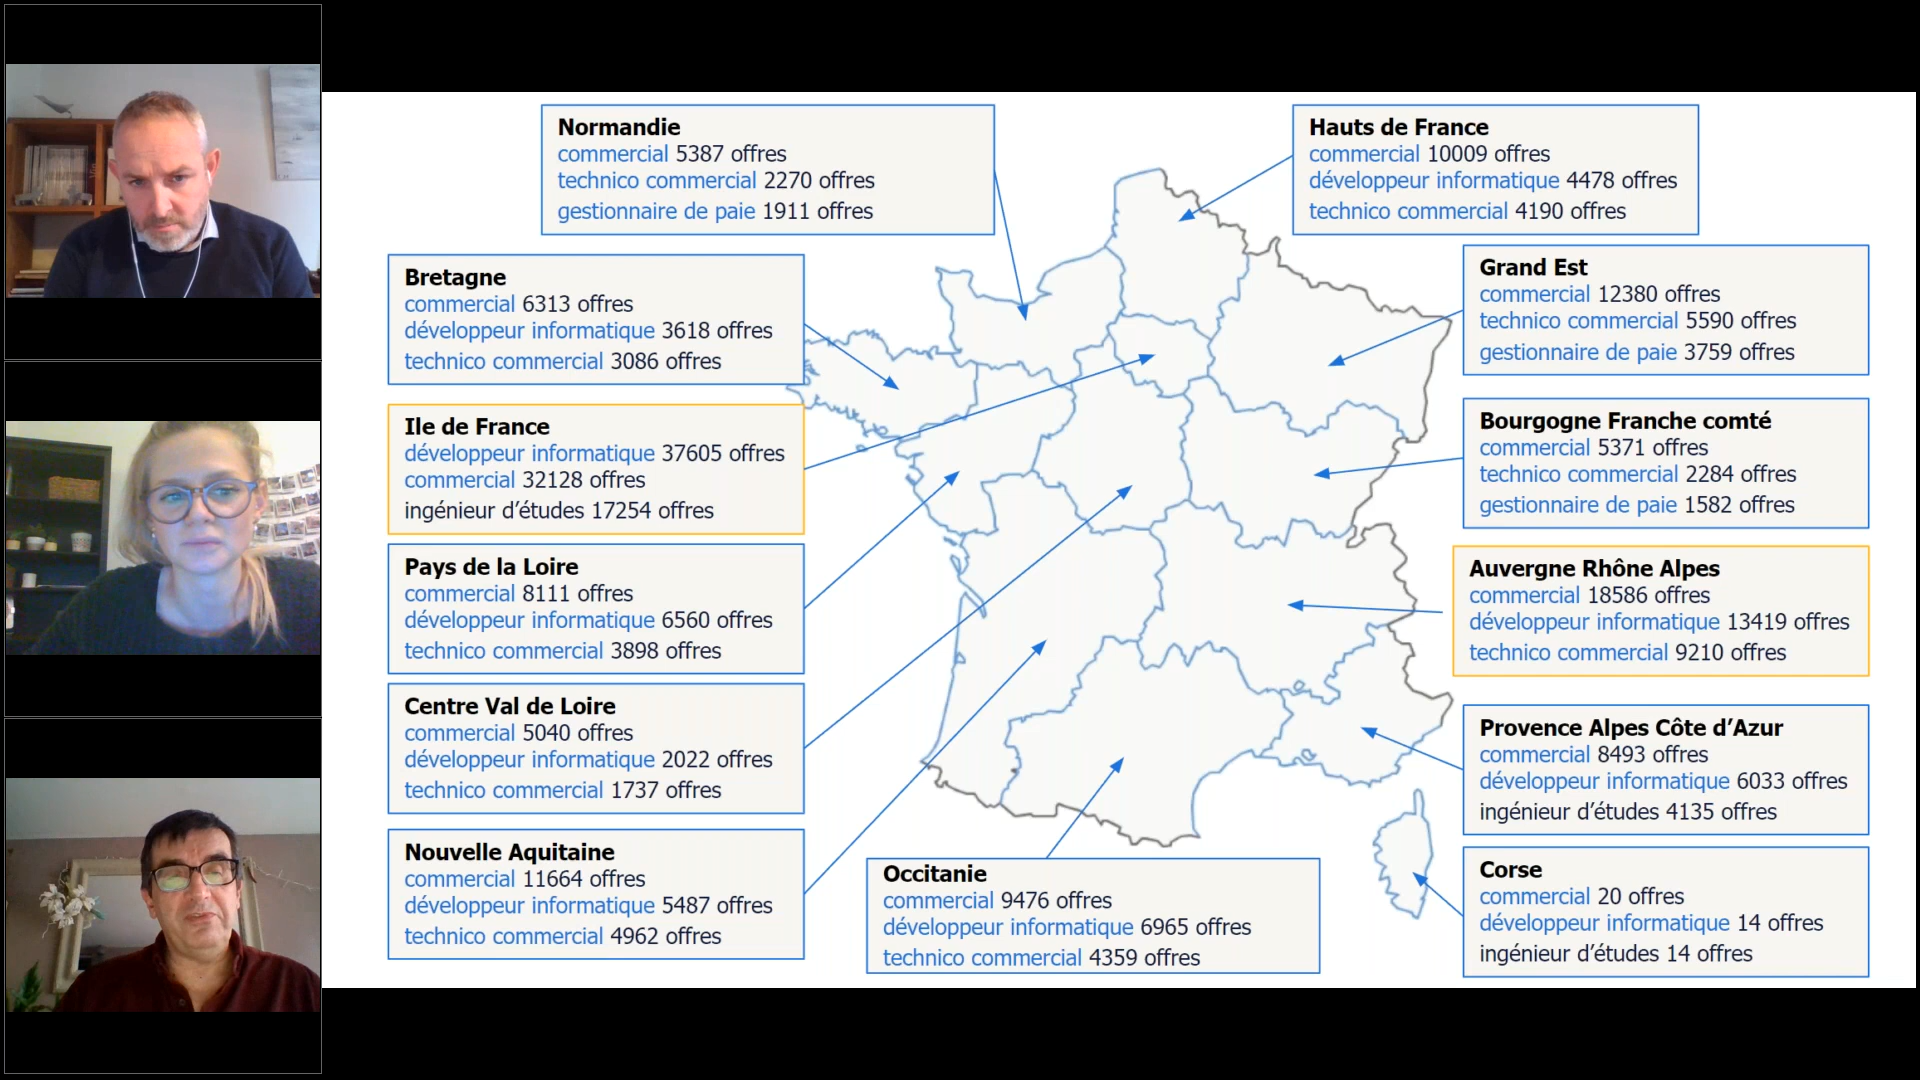 Normandie
commercial 5387 offres
technico commercial 2270 offres
gestionnaire de paie 1911 offres
Hauts de France
commercial 10009 offres
développeur informatique 4478 offres
technico commercial 4190 offres
Bretagne
commercial 6313 offres
développeur informatique 3618 offres
technico commercial 3086 offres
Grand Est
commercial 12380 offres
technico commercial 5590 offres
gestionnaire de paie 3759 offres
Ile de France
développeur informatique 37605 offres
commercial 32128 offres
ingénieur d’études 17254 offres
Bourgogne Franche comté
commercial 5371 offres
technico commercial 2284 offres
gestionnaire de paie 1582 offres
Pays de la Loire
commercial 8111 offres
développeur informatique 6560 offres
technico commercial 3898 offres
Auvergne Rhône Alpes
commercial 18586 offres
développeur informatique 13419 offres
technico commercial 9210 offres
Centre Val de Loire
commercial 5040 offres
développeur informatique 2022 offres
technico commercial 1737 offres
Provence Alpes Côte d’Azur
commercial 8493 offres
développeur informatique 6033 offres
ingénieur d’études 4135 offres
Nouvelle Aquitaine
commercial 11664 offres
développeur informatique 5487 offres
technico commercial 4962 offres
Occitanie
commercial 9476 offres
développeur informatique 6965 offres
technico commercial 4359 offres
Corse
commercial 20 offres
développeur informatique 14 offres
ingénieur d’études 14 offres